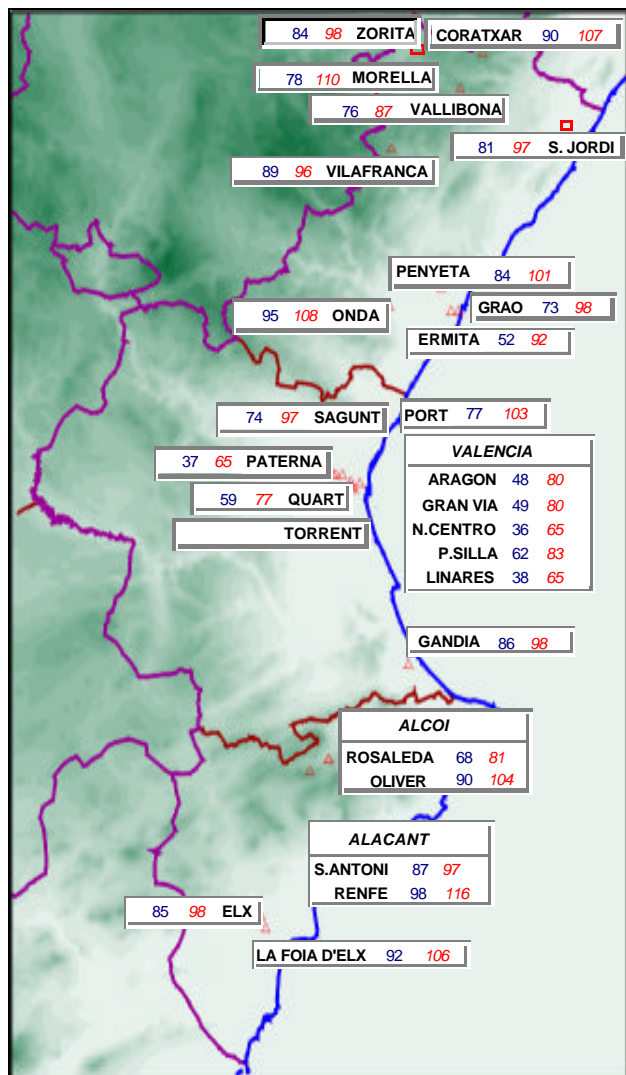 84 98 ZORITA
CORATXAR 90 107
78 110 MORELLA
76 87 VALLIBONA
81 97 S. JORDI
89 96 VILAFRANCA
PENYETA 84 101
GRAO 73 98
95 108 ONDA
ERMITA 52 92
74 97 SAGUNT
PORT 77 103
37 65 PATERNA
59 77 QUART
TORRENT
VALENCIA
ARAGON 48 80
GRAN VIA 49 80
N.CENTRO 36 65
P.SILLA 62 83
LINARES 38 65
GANDIA 86 98
ALCOI
ROSALEDA 68 81
OLIVER 90 104
ALACANT
S.ANTONI 87 97
RENFE 98 116
85 98 ELX
LA FOIA D'ELX 92 106